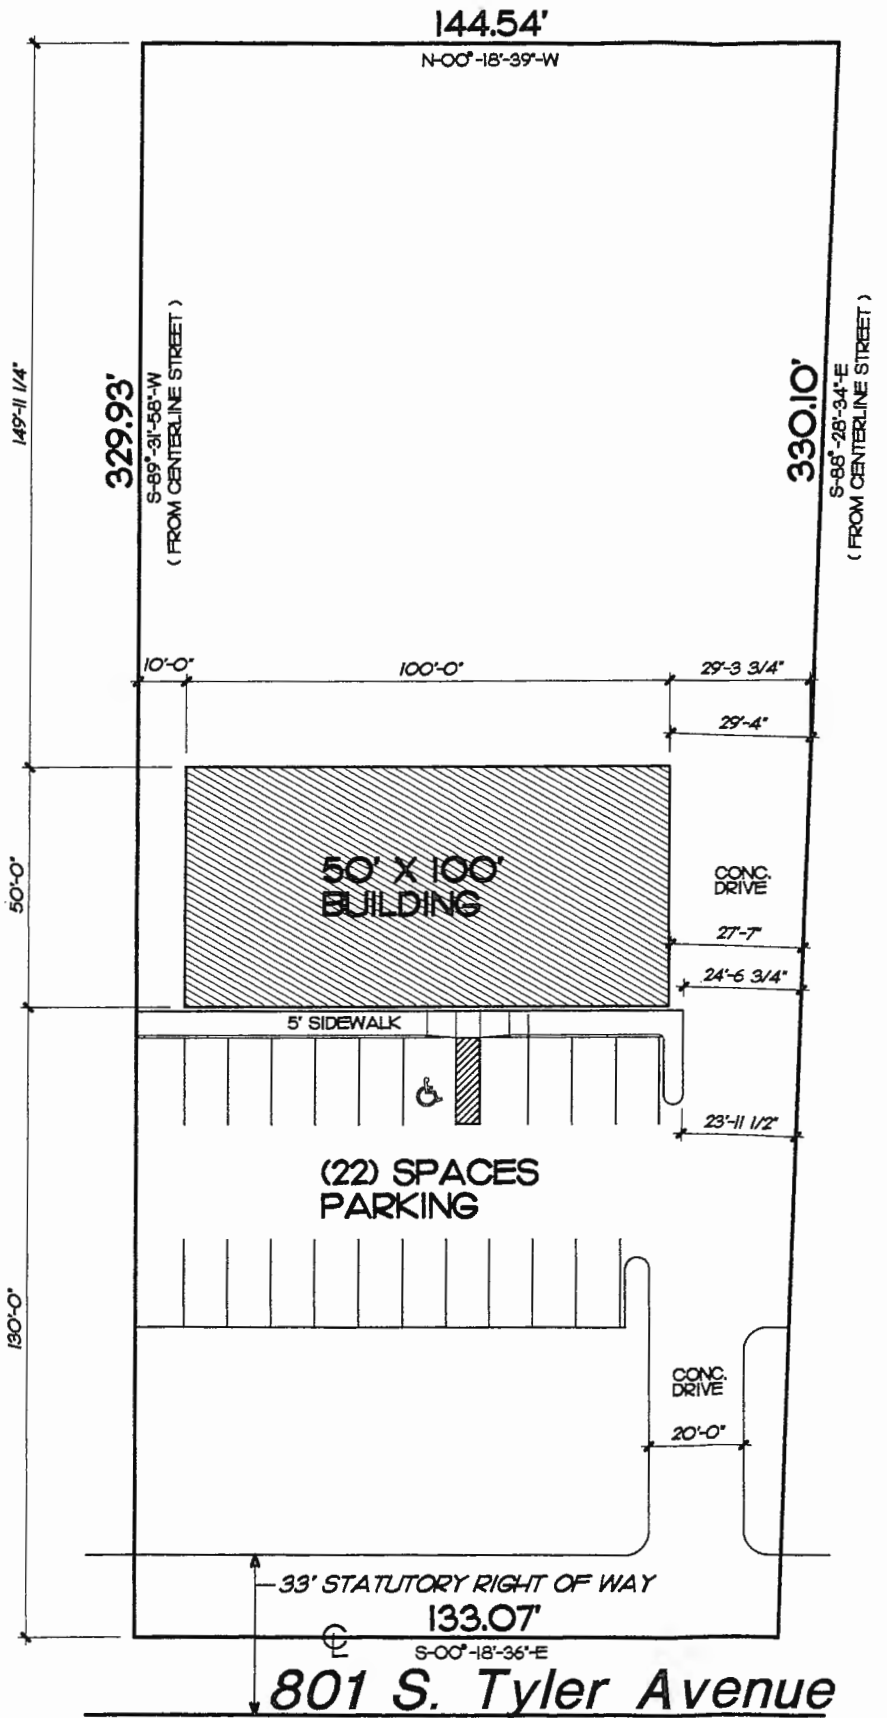 144.54'
N-00°-18'-39"-W
149'-11 1/4"
329.93'
S-89°-31'-58"-W
( FROM CENTERLINE STREET )
330.10'
S-88°-28'-34"-E
( FROM CENTERLINE STREET )
10'-0"
100'-0"
29'-3 3/4"
29'-4"
50'-0"
50' X 100'
BUILDING
CONC.
DRIVE
27'-7"
24'-6 3/4"
5' SIDEWALK
23'-11 1/2"
(22) SPACES
PARKING
130'-0"
CONC.
DRIVE
20'-0"
33' STATUTORY RIGHT OF WAY
133.07'
CL
S-00°-18'-36"-E
801 S. Tyler Avenue